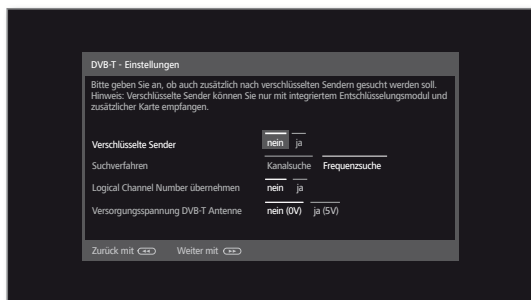 DVB-T - Einstellungen
Bitte geben Sie an, ob auch zusätzlich nach verschlüsselten Sendern gesucht werden soll.
Hinweis: Verschlüsselte Sender können Sie nur mit integriertem Entschlüsselungsmodul und
zusätzlicher Karte empfangen.
Verschlüsselte Sender nein ja
Suchverfahren Kanalsuche Frequenzsuche
Logical Channel Number übernehmen nein ja
Versorgungsspannung DVB-T Antenne nein (0V) ja (5V)
Zurück mit Weiter mit